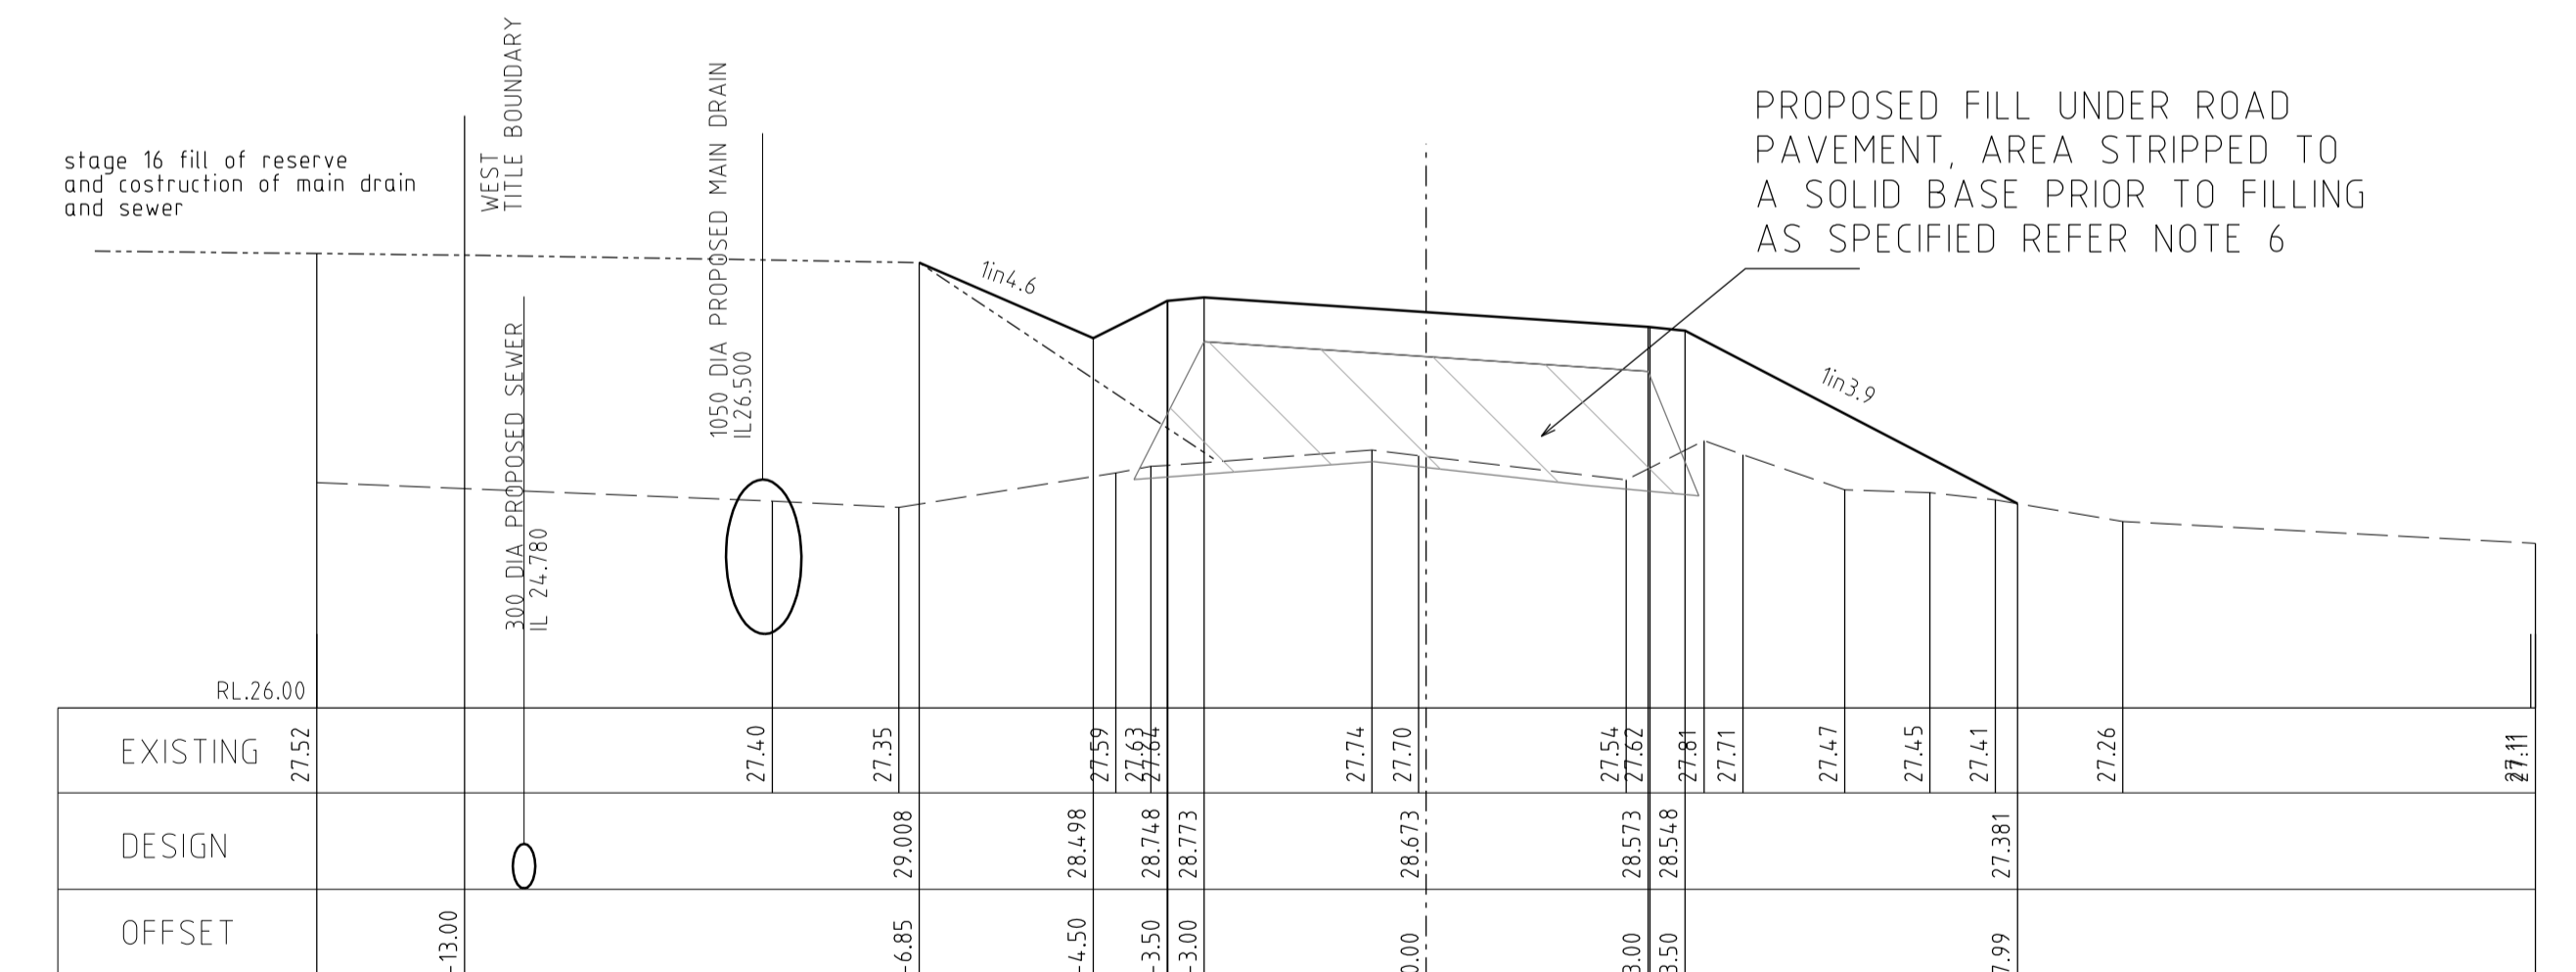 stage 16 fill of reserve
and costruction of main drain
and sewer
WEST
TITLE BOUNDARY
300 DIA PROPOSED SEWER
IL 24.780
1050 DIA PROPOSED MAIN DRAIN
IL26.500
1in4.6
PROPOSED FILL UNDER ROAD
PAVEMENT, AREA STRIPPED TO
A SOLID BASE PRIOR TO FILLING
AS SPECIFIED REFER NOTE 6
1in3.9
RL.26.00
EXISTING 27.52 27.40 27.35 27.59 27.63 27.64 27.74 27.70 27.54 27.62 27.81 27.71 27.47 27.45 27.41 27.26 27.11
DESIGN 29.008 28.498 28.748 28.773 28.673 28.573 28.548 27.381
OFFSET -13.00 -6.85 -4.50 -3.50 -3.00 0.00 3.00 3.50 7.99